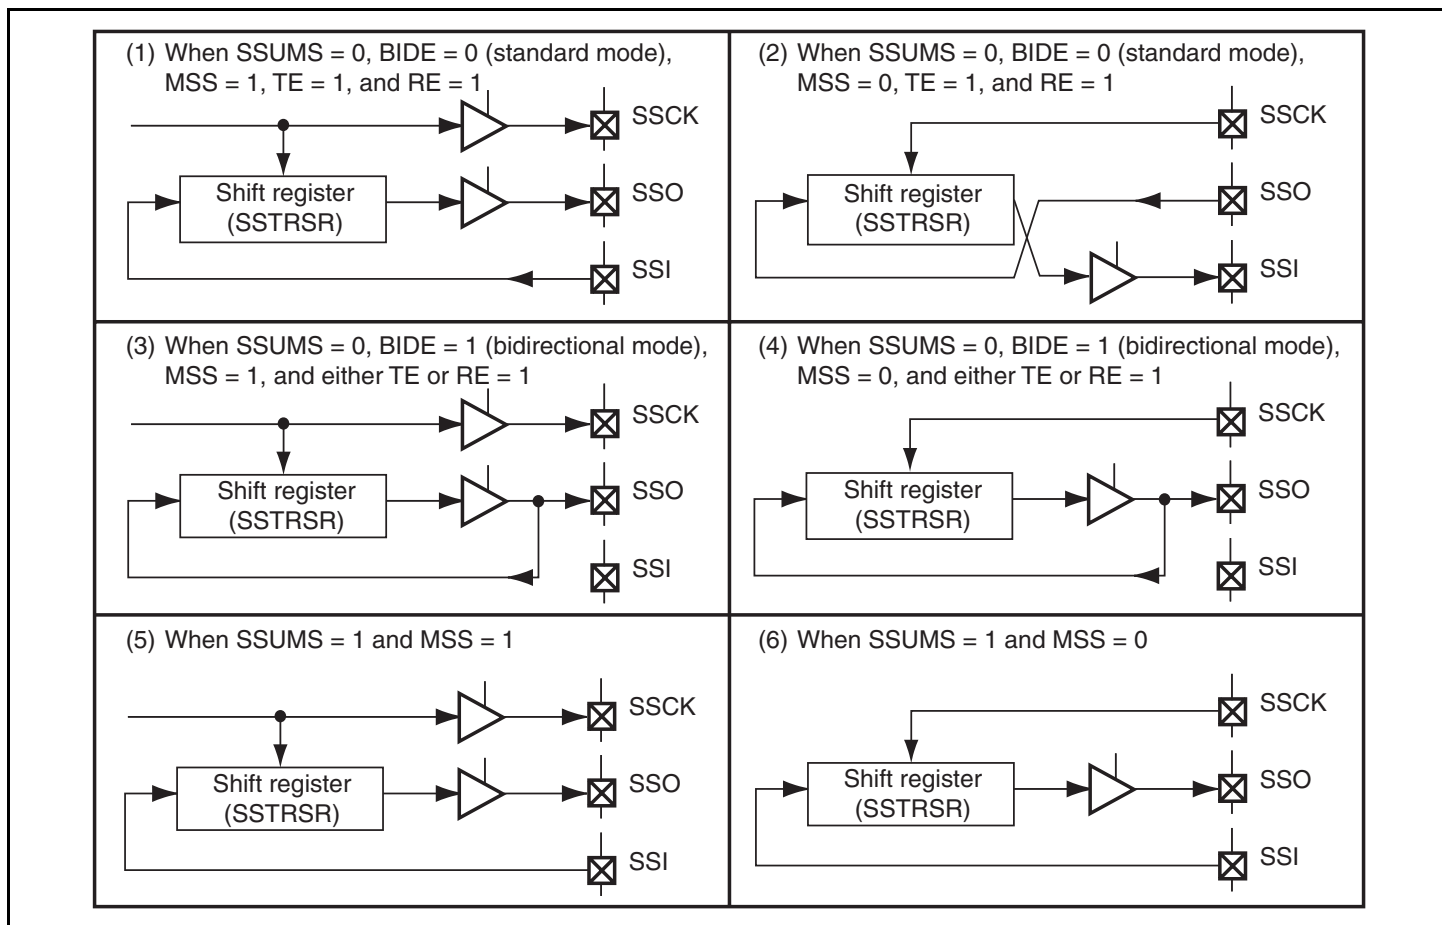 (1) When SSUMS = 0, BIDE = 0 (standard mode),
MSS = 1, TE = 1, and RE = 1
SSCK
Shift register
(SSTRSR)
SSO
SSI
(2) When SSUMS = 0, BIDE = 0 (standard mode),
MSS = 0, TE = 1, and RE = 1
SSCK
Shift register
(SSTRSR)
SSO
SSI
(3) When SSUMS = 0, BIDE = 1 (bidirectional mode),
MSS = 1, and either TE or RE = 1
SSCK
Shift register
(SSTRSR)
SSO
SSI
(4) When SSUMS = 0, BIDE = 1 (bidirectional mode),
MSS = 0, and either TE or RE = 1
SSCK
Shift register
(SSTRSR)
SSO
SSI
(5) When SSUMS = 1 and MSS = 1
SSCK
Shift register
(SSTRSR)
SSO
SSI
(6) When SSUMS = 1 and MSS = 0
SSCK
Shift register
(SSTRSR)
SSO
SSI